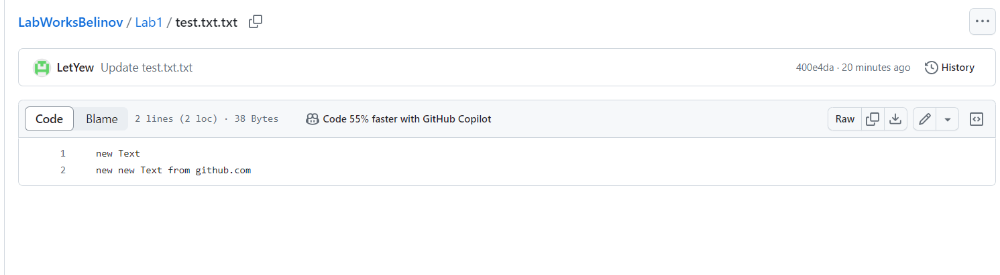 LabWorksBelinov / Lab1 / test.txt.txt
LetYew Update test.txt.txt 400e4da · 20 minutes ago History
Code Blame 2 lines (2 loc) · 38 Bytes Code 55% faster with GitHub Copilot Raw
1 new Text
2 new new Text from github.com